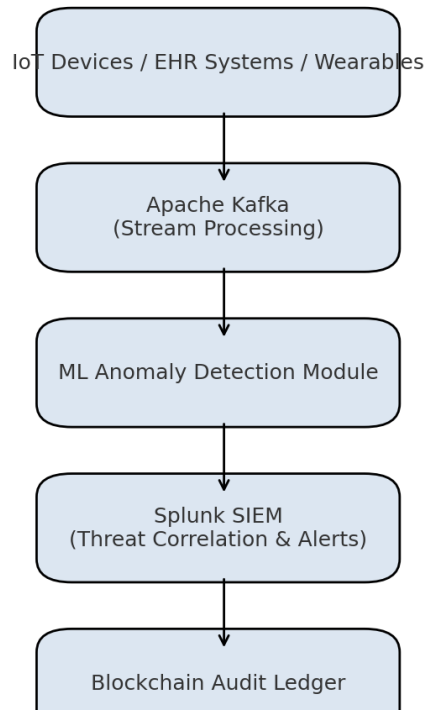 IoT Devices / EHR Systems / Wearables
Apache Kafka
(Stream Processing)
ML Anomaly Detection Module
Splunk SIEM
(Threat Correlation & Alerts)
Blockchain Audit Ledger